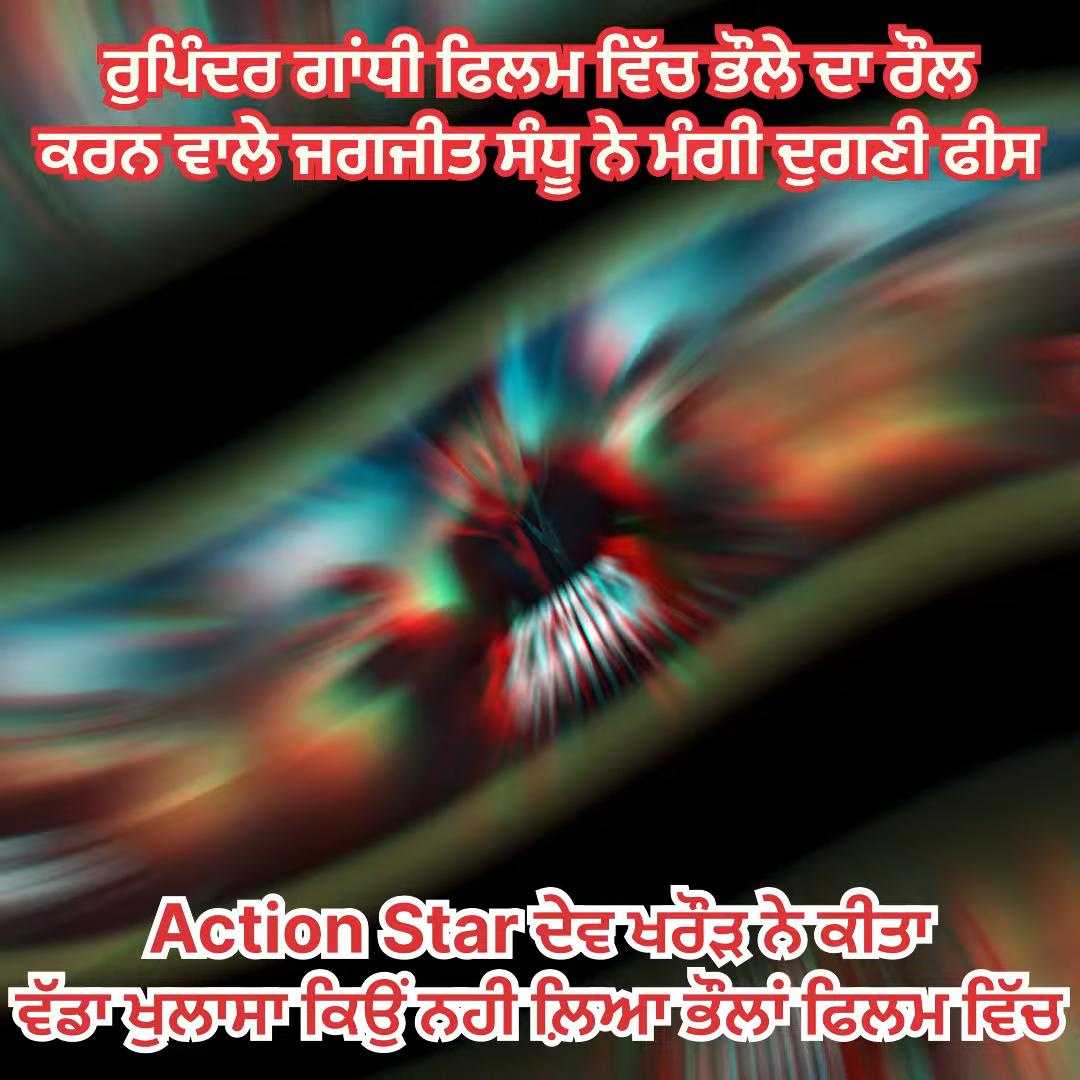 ਰੁਪਿੰਦਰ ਗਾਂਧੀ ਫਿਲਮ ਵਿੱਚ ਭੌਲੇ ਦਾ ਰੌਲ
ਕਰਨ ਵਾਲੇ ਜਗਜੀਤ ਸੰਧੂ ਨੇ ਮੰਗੀ ਦੁਗਣੀ ਫੀਸ
Action Star ਦੇਵ ਖਰੌੜ ਨੇ ਕੀਤਾ
ਵੱਡਾ ਖੁਲਾਸਾ ਕਿਉਂ ਨਹੀ ਲ਼ਿਆ ਭੌਲਾਂ ਫਿਲਮ ਵਿੱਚ